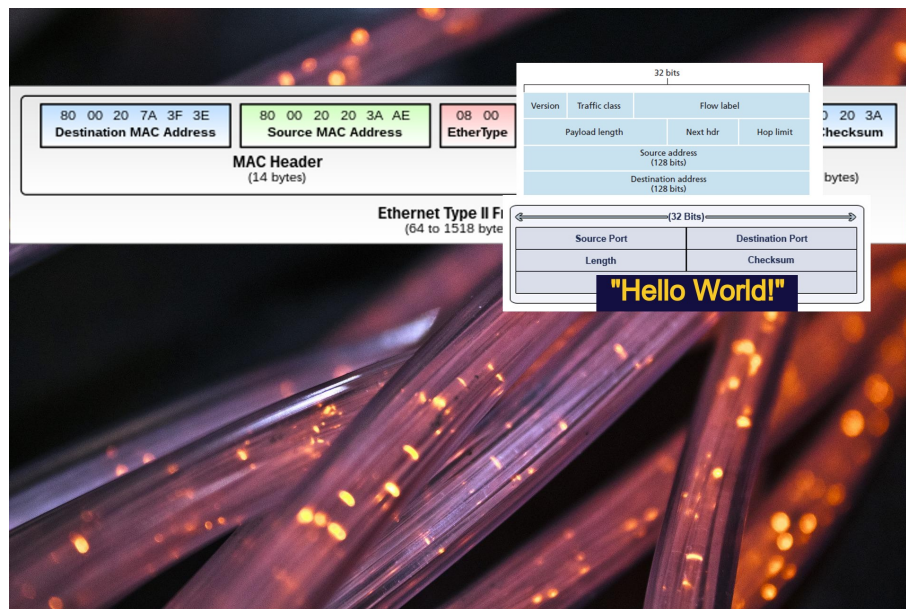 32 bits
Version Traffic class Flow label
Payload length Next hdr Hop limit
Source address
(128 bits)
Destination address
(128 bits)
80 00 20 7A 3F 3E
Destination MAC Address
80 00 20 20 3A AE
Source MAC Address
08 00
EtherType
20 3A
MAC Header
(14 bytes)
bytes)
Ethernet Type II
(64 to 1518
(32 Bits)
Source Port Destination Port
Length Checksum
"Hello World!"